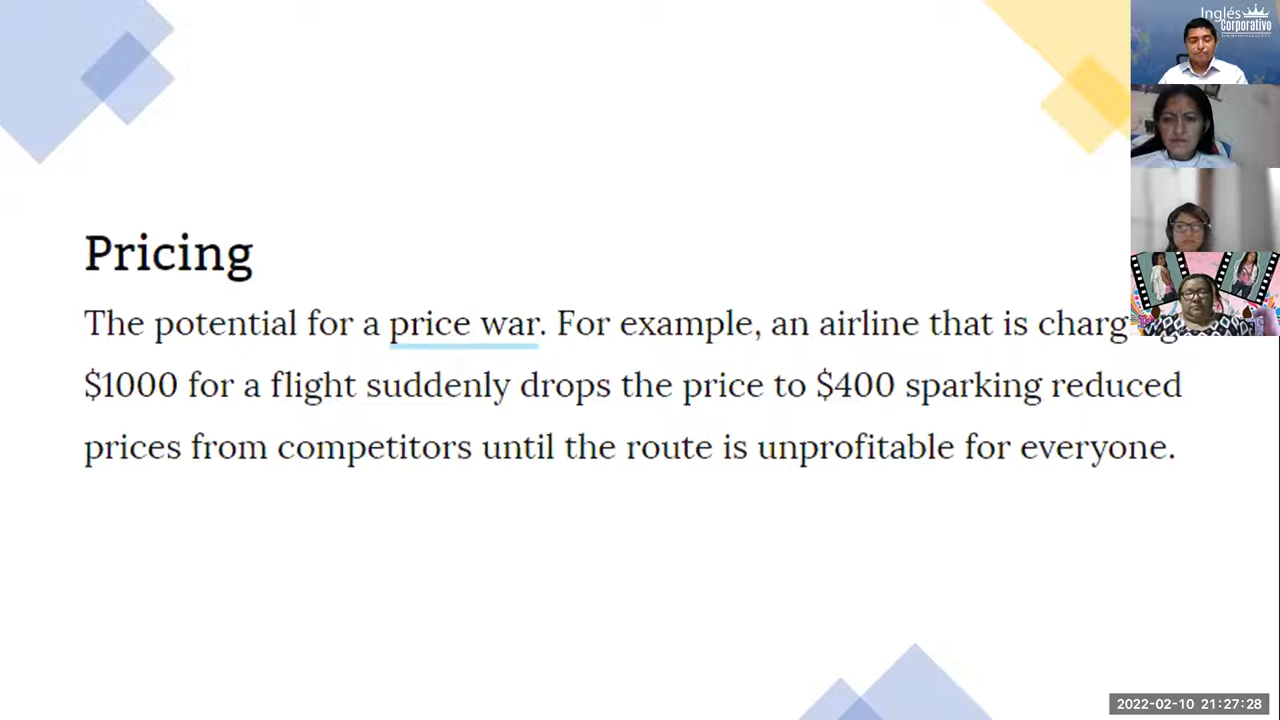 Inglés
Corporativo
Pricing
The potential for a price war. For example, an airline that is charg
$1000 for a flight suddenly drops the price to $400 sparking reduced
prices from competitors until the route is unprofitable for everyone.
2022-02-10 21:27:28